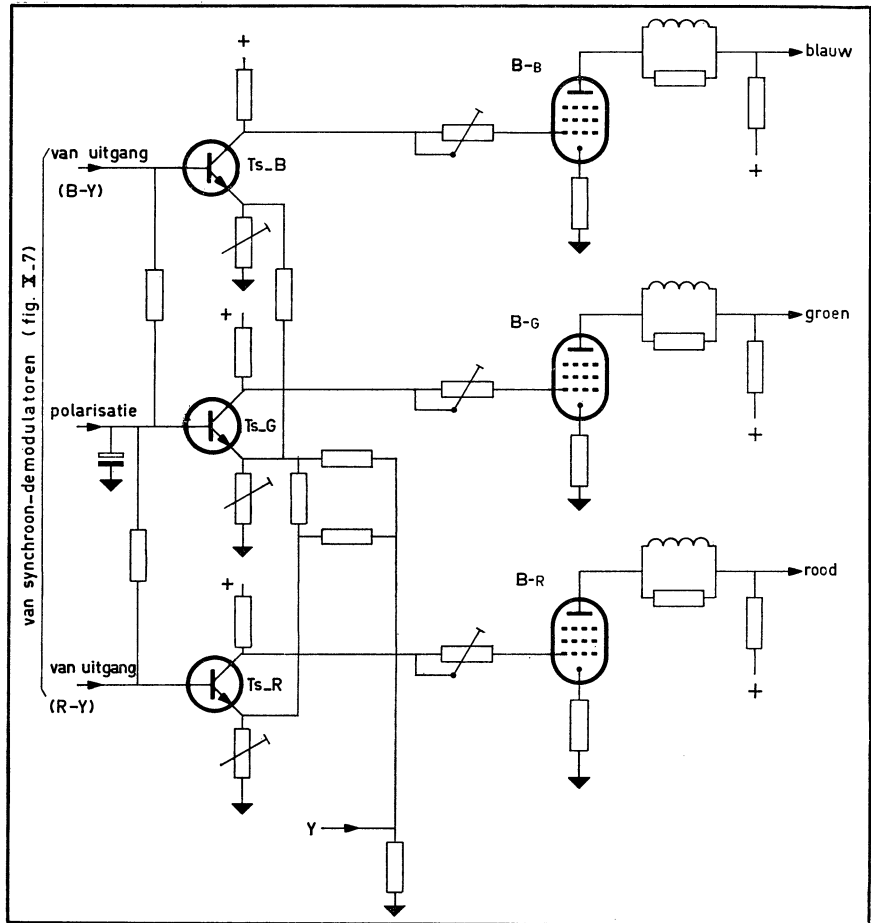 +
B-B
blauw
van uitgang
(B-Y)
Ts_B
+
+
B-G
groen
polarisatie
Ts_G
+
van synchroon-demodulatoren (fig. X-7)
+
B-R
rood
van uitgang
(R-Y)
Ts_R
+
Y